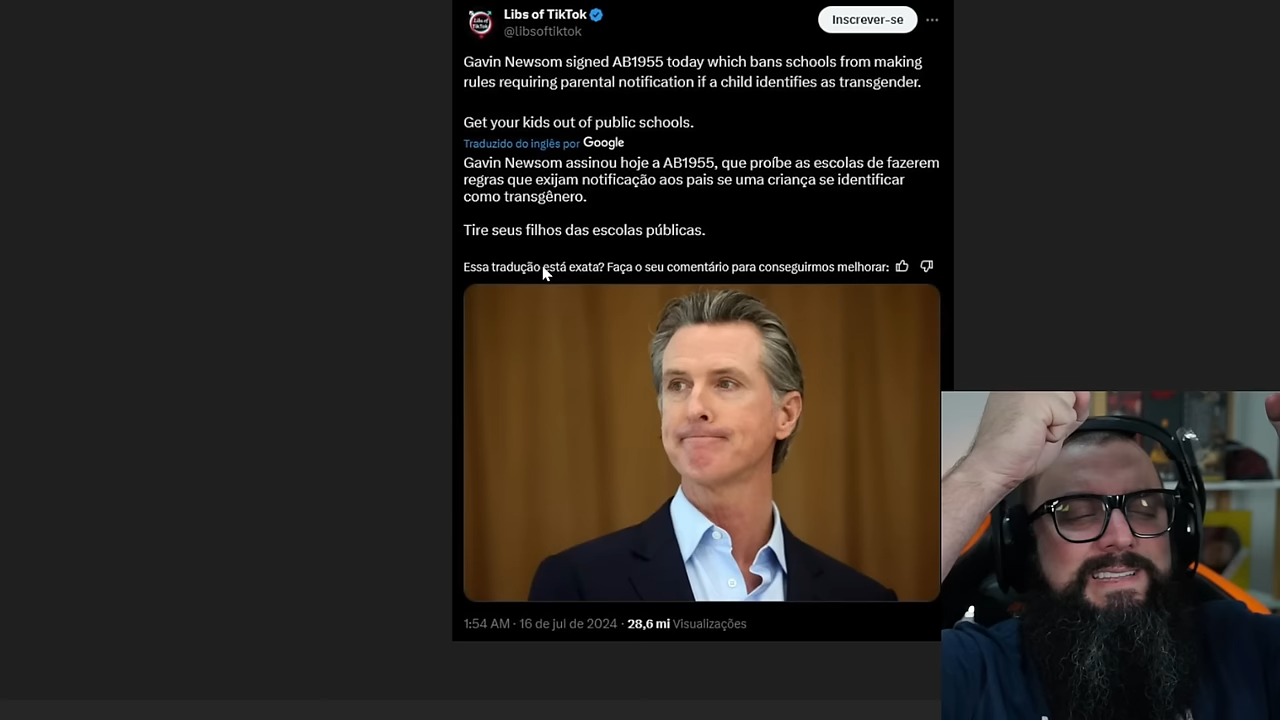 Libs of TikTok
@libsoftiktok
Inscrever-se
Gavin Newsom signed AB1955 today which bans schools from making
rules requiring parental notification if a child identifies as transgender.
Get your kids out of public schools.
Traduzido do inglês por Google
Gavin Newsom assinou hoje a AB1955, que proíbe as escolas de fazerem
regras que exijam notificação aos pais se uma criança se identificar
como transgênero.
Tire seus filhos das escolas públicas.
Essa tradução está exata? Faça o seu comentário para conseguirmos melhorar:
1:54 AM · 16 de jul de 2024 · 28,6 mi Visualizações